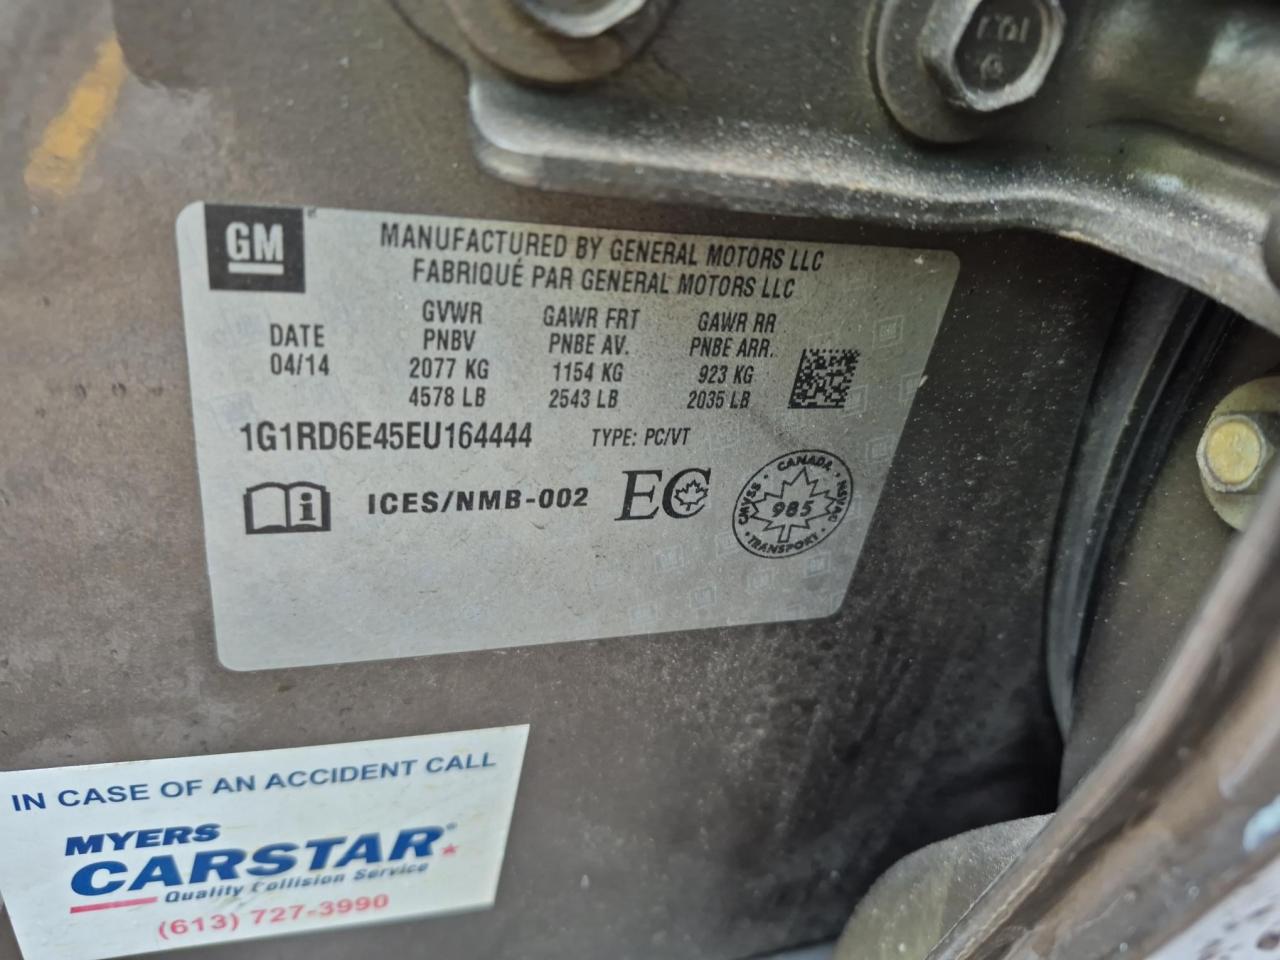 GM
MANUFACTURED BY GENERAL MOTORS LLC
FABRIQUÉ PAR GENERAL MOTORS LLC
DATE
04/14
GVWR
PNBV
2077 KG
4578 LB
GAWR FRT
PNBE AV.
1154 KG
2543 LB
GAWR RR
PNBE ARR.
923 KG
2035 LB
1G1RD6E45EU164444 TYPE: PC/VT
i ICES/NMB-002 EC
CANADA
CMVSS 985 NSVAC
TRANSPORT
IN CASE OF AN ACCIDENT CALL
MYERS
CARSTAR®
Quality Collision Service
(613) 727-3990